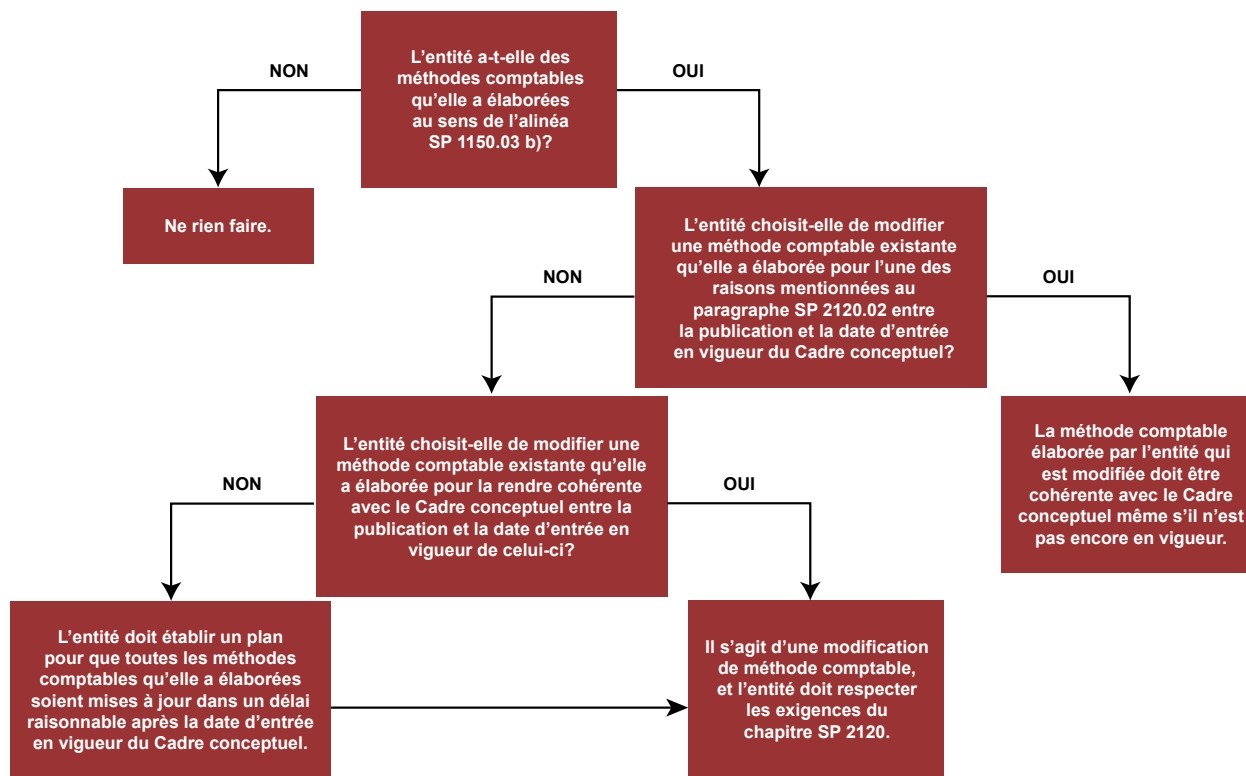 L’entité a-t-elle des
méthodes comptables
qu’elle a élaborées
au sens de l’alinéa
SP 1150.03 b)?
NON
OUI
Ne rien faire.
L’entité choisit-elle de modifier
une méthode comptable existante
qu’elle a élaborée pour l’une des
raisons mentionnées au
paragraphe SP 2120.02 entre
la publication et la date d’entrée
en vigueur du Cadre conceptuel?
NON
OUI
L’entité choisit-elle de modifier une
méthode comptable existante qu’elle
a élaborée pour la rendre cohérente
avec le Cadre conceptuel entre la
publication et la date d’entrée en
vigueur de celui-ci?
La méthode comptable
élaborée par l’entité qui
est modifiée doit être
cohérente avec le Cadre
conceptuel même s’il n’est
pas encore en vigueur.
NON
OUI
L’entité doit établir un plan
pour que toutes les méthodes
comptables qu’elle a élaborées
soient mises à jour dans un délai
raisonnable après la date d’entrée
en vigueur du Cadre conceptuel.
Il s’agit d’une modification
de méthode comptable,
et l’entité doit respecter
les exigences du
chapitre SP 2120.